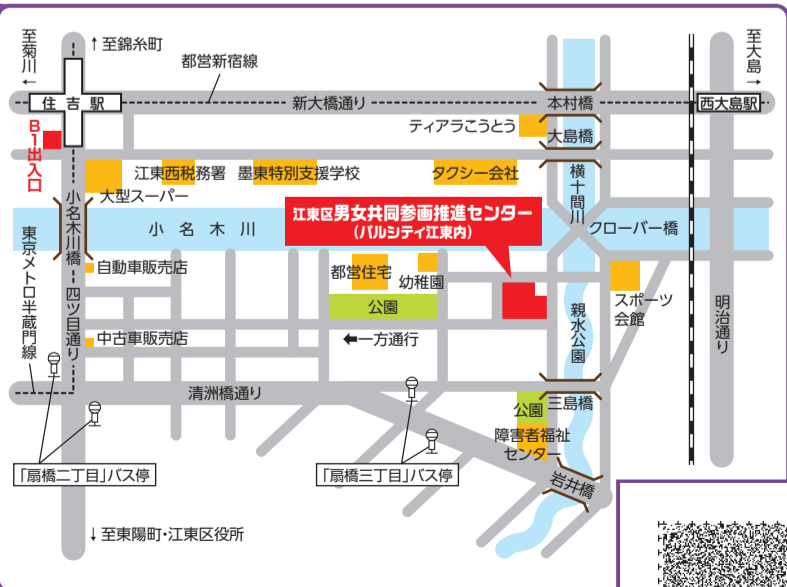 至菊川
←
↑至錦糸町
都営新宿線
至大島
→
住吉駅
新大橋通り
本村橋
西大島駅
B1出入口
ティアラこうとう
大島橋
江東西税務署
墨東特別支援学校
タクシー会社
横十間川
大型スーパー
小名木川橋
小名木川
江東区男女共同参画推進センター
(パルシティ江東内)
クローバー橋
東京メトロ半蔵門線
四ツ目通り
自動車販売店
都営住宅
幼稚園
公園
スポーツ
会館
親水公園
明治通り
中古車販売店
←一方通行
清洲橋通り
公園
三島橋
障害者福祉
センター
「扇橋二丁目」バス停
「扇橋三丁目」バス停
岩井橋
↓至東陽町・江東区役所